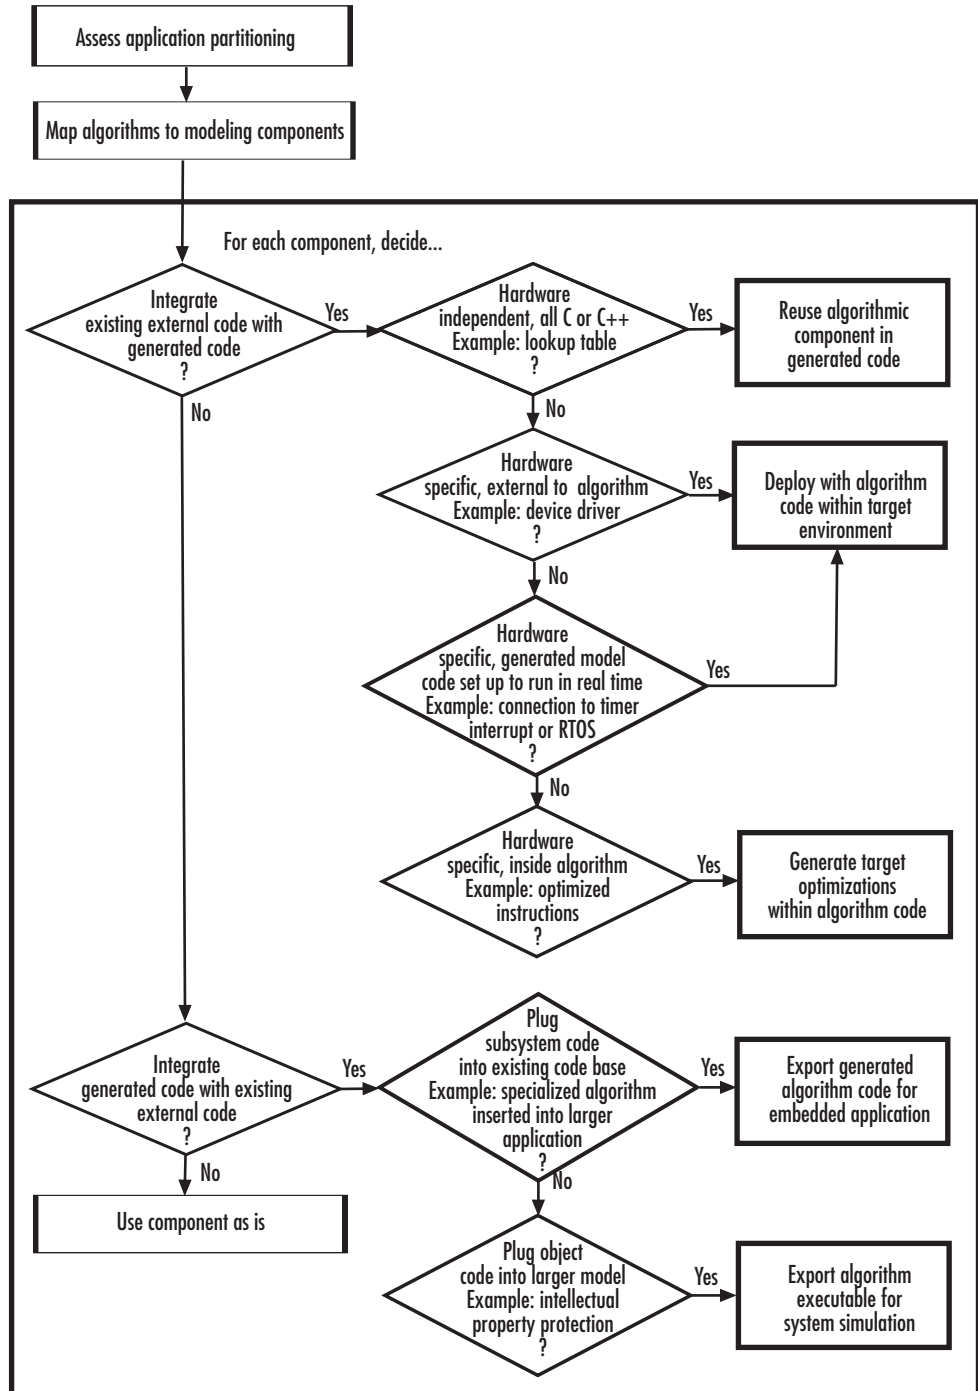 Assess application partitioning
Map algorithms to modeling components
For each component, decide...
Integrate
existing external code with
generated code
?
Yes
No
Hardware
independent, all C or C++
Example: lookup table
?
Yes
No
Reuse algorithmic
component in
generated code
Hardware
specific, external to algorithm
Example: device driver
?
Yes
No
Deploy with algorithm
code within target
environment
Hardware
specific, generated model
code set up to run in real time
Example: connection to timer
interrupt or RTOS
?
Yes
No
Hardware
specific, inside algorithm
Example: optimized
instructions
?
Yes
Generate target
optimizations
within algorithm code
Integrate
generated code with existing
external code
?
Yes
No
Use component as is
Plug
subsystem code
into existing code base
Example: specialized algorithm
inserted into larger
application
?
Yes
No
Export generated
algorithm code for
embedded application
Plug object
code into larger model
Example: intellectual
property protection
?
Yes
Export algorithm
executable for
system simulation